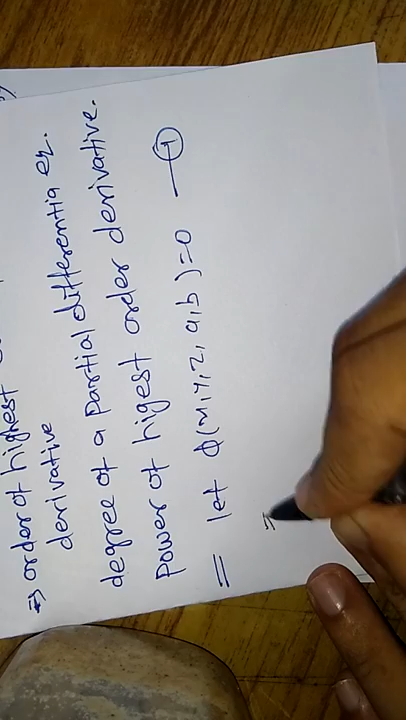 ⇒ order of highest
derivative
degree of a partial differentia eq.
power of higest order derivative.
= let ϕ(x,y,z,a,b)=0 —①